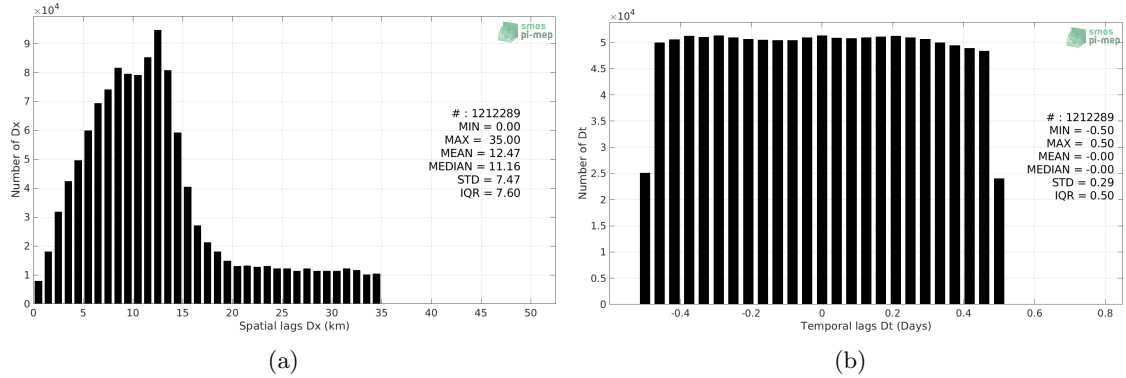 ×10⁴
smos
pi-mep
9
8
7
6
5
4
3
2
1
0
Number of Dx
# : 1212289
MIN = 0.00
MAX = 35.00
MEAN = 12.47
MEDIAN = 11.16
STD = 7.47
IQR = 7.60
0 5 10 15 20 25 30 35 40 45 50
Spatial lags Dx (km)
(a)
×10⁴
smos
pi-mep
5
4.5
4
3.5
3
2.5
2
1.5
1
0.5
0
Number of Dt
# : 1212289
MIN = -0.50
MAX = 0.50
MEAN = -0.00
MEDIAN = -0.00
STD = 0.29
IQR = 0.50
-0.4 -0.2 0 0.2 0.4 0.6 0.8
Temporal lags Dt (Days)
(b)